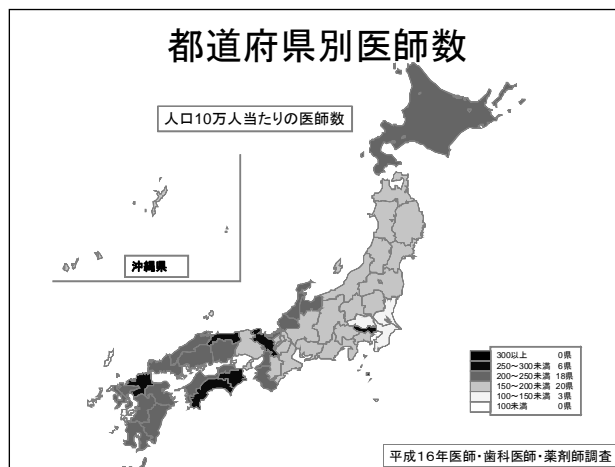 都道府県別医師数
人口10万人当たりの医師数
沖縄県
300以上 0県
250～300未満 6県
200～250未満 18県
150～200未満 20県
100～150未満 3県
100未満 0県
平成16年医師・歯科医師・薬剤師調査